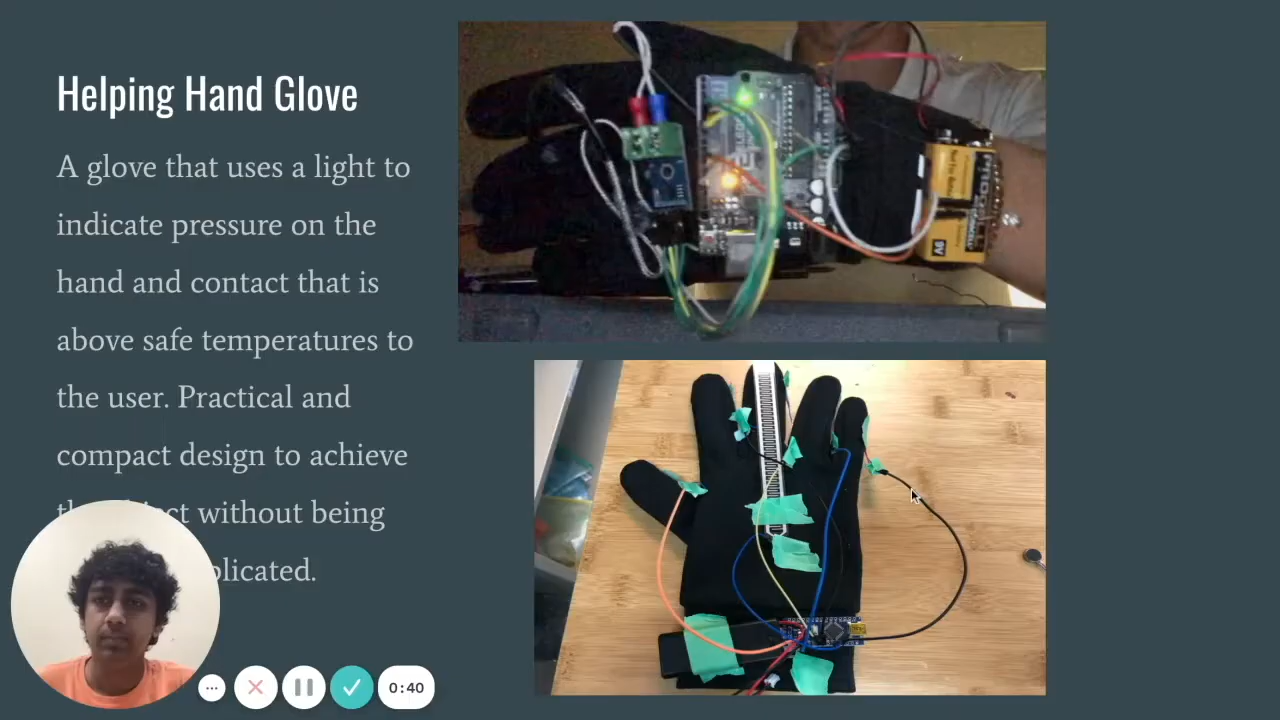 Helping Hand Glove
A glove that uses a light to
indicate pressure on the
hand and contact that is
above safe temperatures to
the user. Practical and
compact design to achieve
without being
9V
0:40